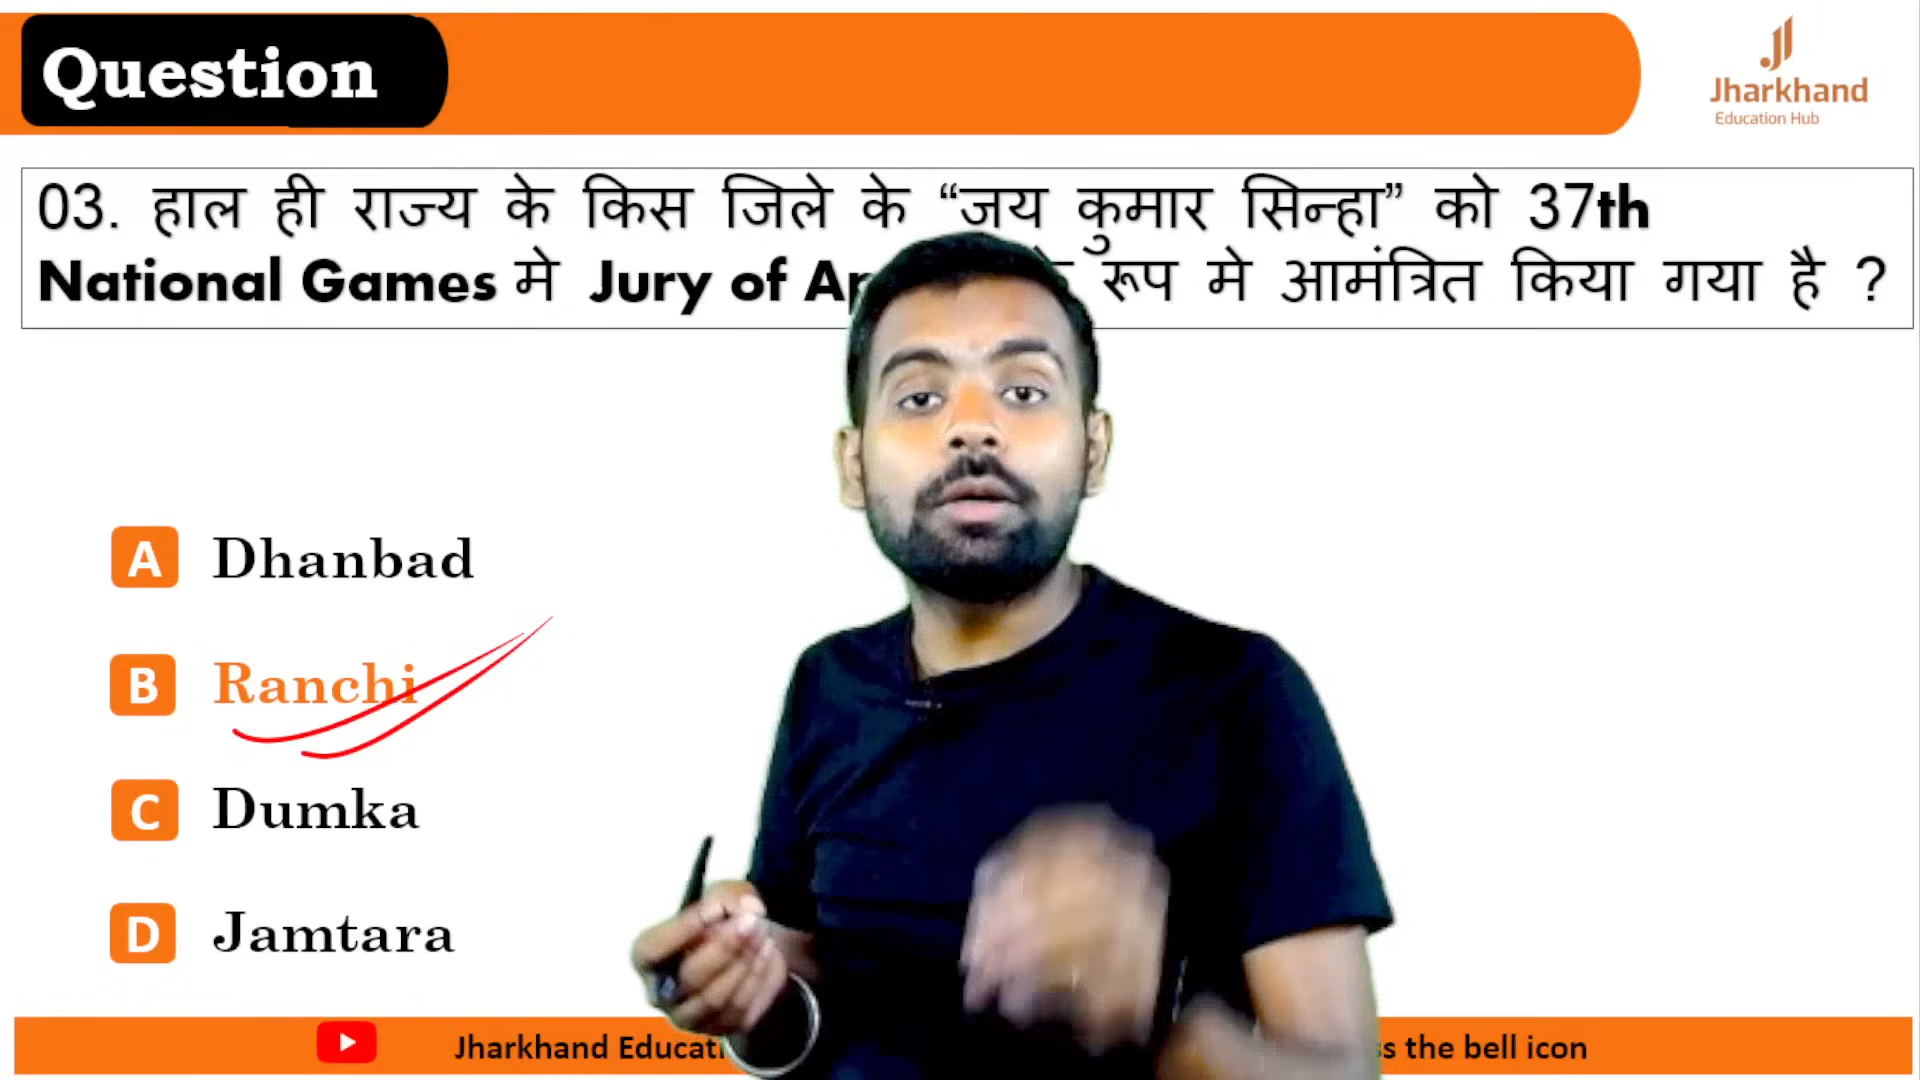 Question
Jharkhand
Education Hub
03. हाल ही राज्य के किस जिले के “जय कुमार सिन्हा” को 37th
National Games मे Jury of रूप मे आमंत्रित किया गया है ?
A Dhanbad
B Ranchi
C Dumka
D Jamtara
Jharkhand the bell icon